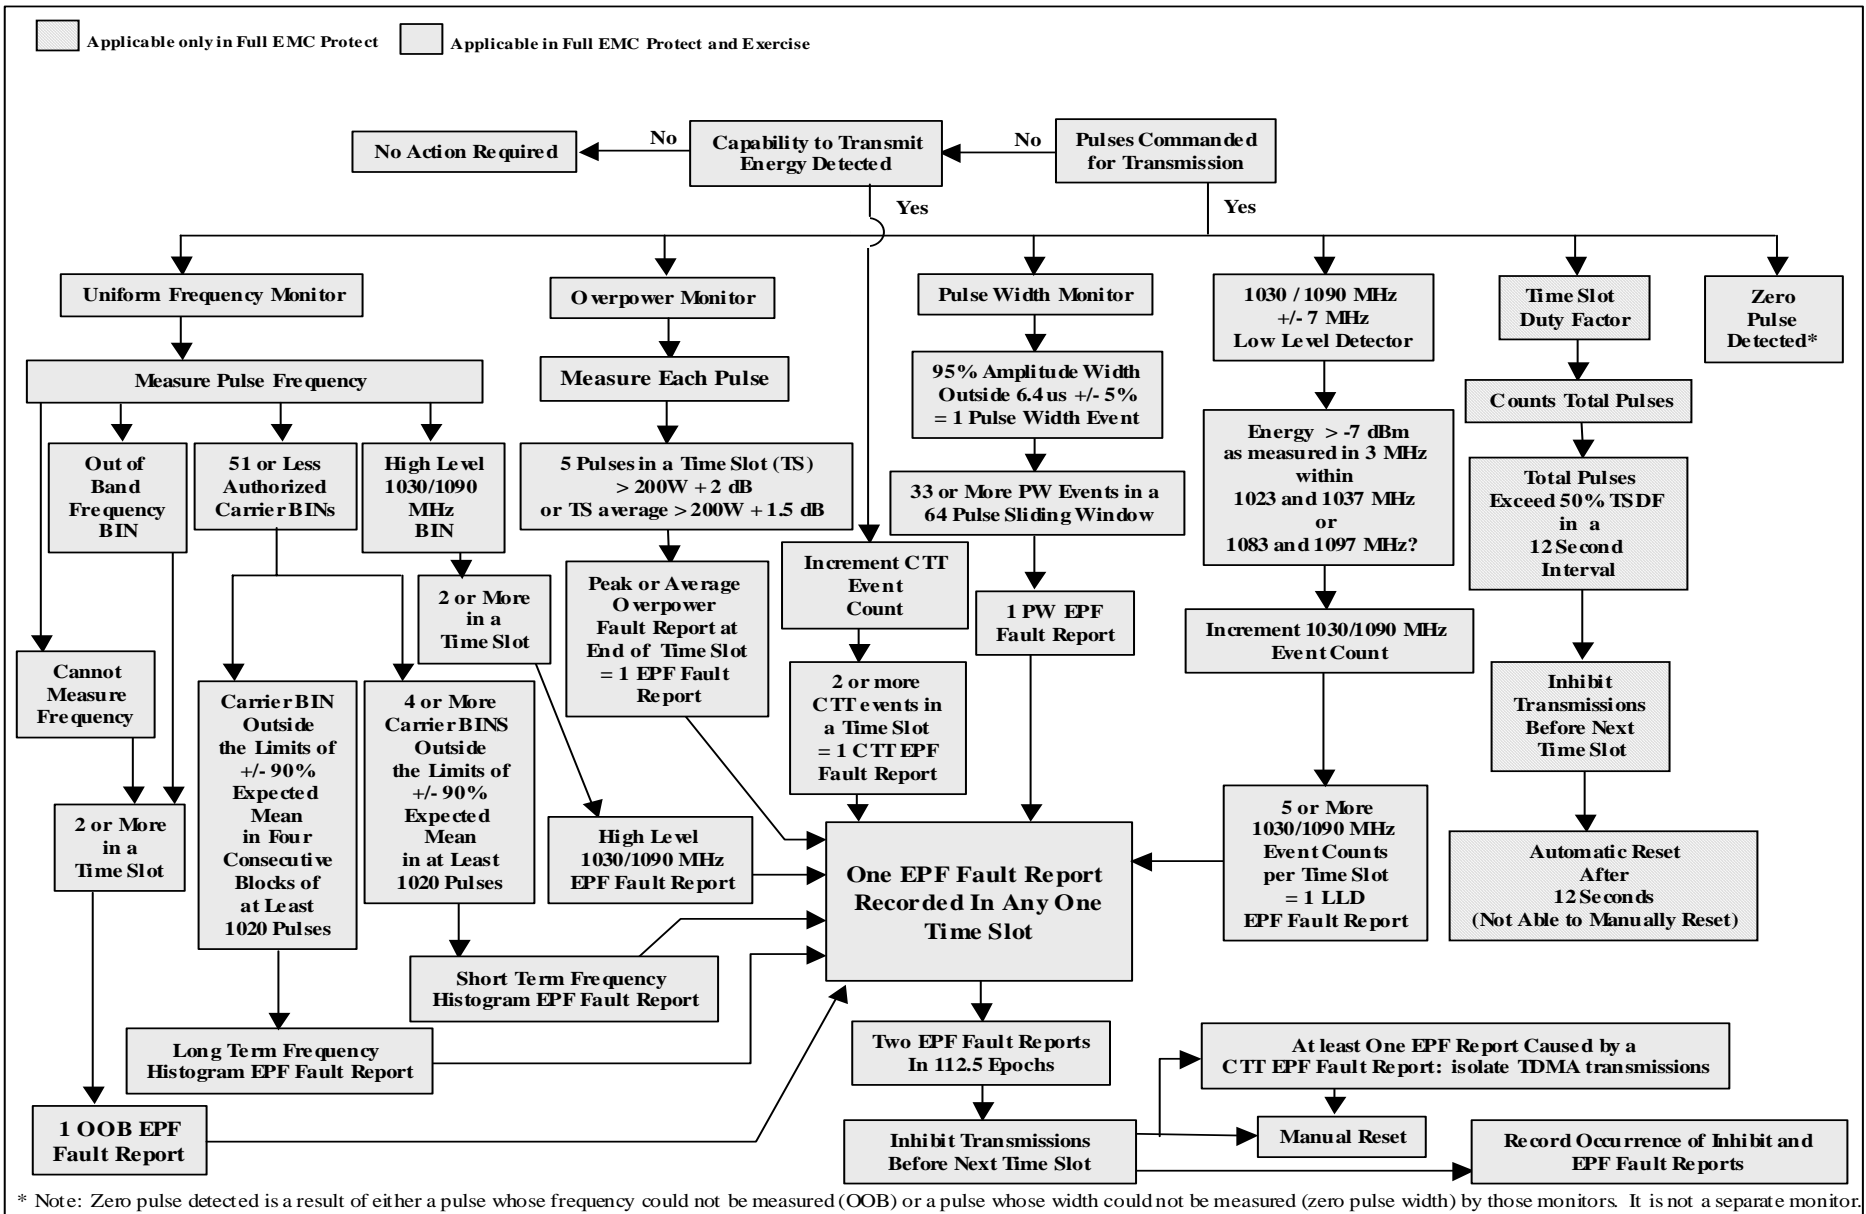 Applicable only in Full EMC Protect
Applicable in Full EMC Protect and Exercise
No Action Required
No
Capability to Transmit
Energy Detected
No
Pulses Commanded
for Transmission
Yes
Yes
Uniform Frequency Monitor
Overpower Monitor
Pulse Width Monitor
1030 / 1090 MHz
+/- 7 MHz
Low Level Detector
Time Slot
Duty Factor
Zero
Pulse
Detected*
Measure Pulse Frequency
Measure Each Pulse
95% Amplitude Width
Outside 6.4us +/- 5%
= 1 Pulse Width Event
Counts Total Pulses
Out of
Band
Frequency
BIN
51 or Less
Authorized
Carrier BINs
High Level
1030/1090
MHz
BIN
5 Pulses in a Time Slot (TS)
> 200W + 2 dB
or TS average > 200W + 1.5 dB
33 or More PW Events in a
64 Pulse Sliding Window
Energy > -7 dBm
as measured in 3 MHz
within
1023 and 1037 MHz
or
1083 and 1097 MHz?
Total Pulses
Exceed 50% TSDF
in a
12 Second
Interval
2 or More
in a
Time Slot
Peak or Average
Overpower
Fault Report at
End of Time Slot
= 1 EPF Fault
Report
Increment CTT
Event
Count
1 PW EPF
Fault Report
Increment 1030/1090 MHz
Event Count
Cannot
Measure
Frequency
Carrier BIN
Outside
the Limits of
+/- 90%
Expected
Mean
in Four
Consecutive
Blocks of
at Least
1020 Pulses
4 or More
Carrier BINS
Outside
the Limits of
+/- 90%
Expected
Mean
in at Least
1020 Pulses
2 or more
CTT events in
a Time Slot
= 1 CTT EPF
Fault Report
Inhibit
Transmissions
Before Next
Time Slot
2 or More
in a
Time Slot
High Level
1030/1090 MHz
EPF Fault Report
One EPF Fault Report
Recorded In Any One
Time Slot
5 or More
1030/1090 MHz
Event Counts
per Time Slot
= 1 LLD
EPF Fault Report
Automatic Reset
After
12 Seconds
(Not Able to Manually Reset)
Short Term Frequency
Histogram EPF Fault Report
Long Term Frequency
Histogram EPF Fault Report
Two EPF Fault Reports
In 112.5 Epochs
At least One EPF Report Caused by a
CTT EPF Fault Report: isolate TDMA transmissions
1 OOB EPF
Fault Report
Inhibit Transmissions
Before Next Time Slot
Manual Reset
Record Occurrence of Inhibit and
EPF Fault Reports
* Note: Zero pulse detected is a result of either a pulse whose frequency could not be measured (OOB) or a pulse whose width could not be measured (zero pulse width) by those monitors. It is not a separate monitor.